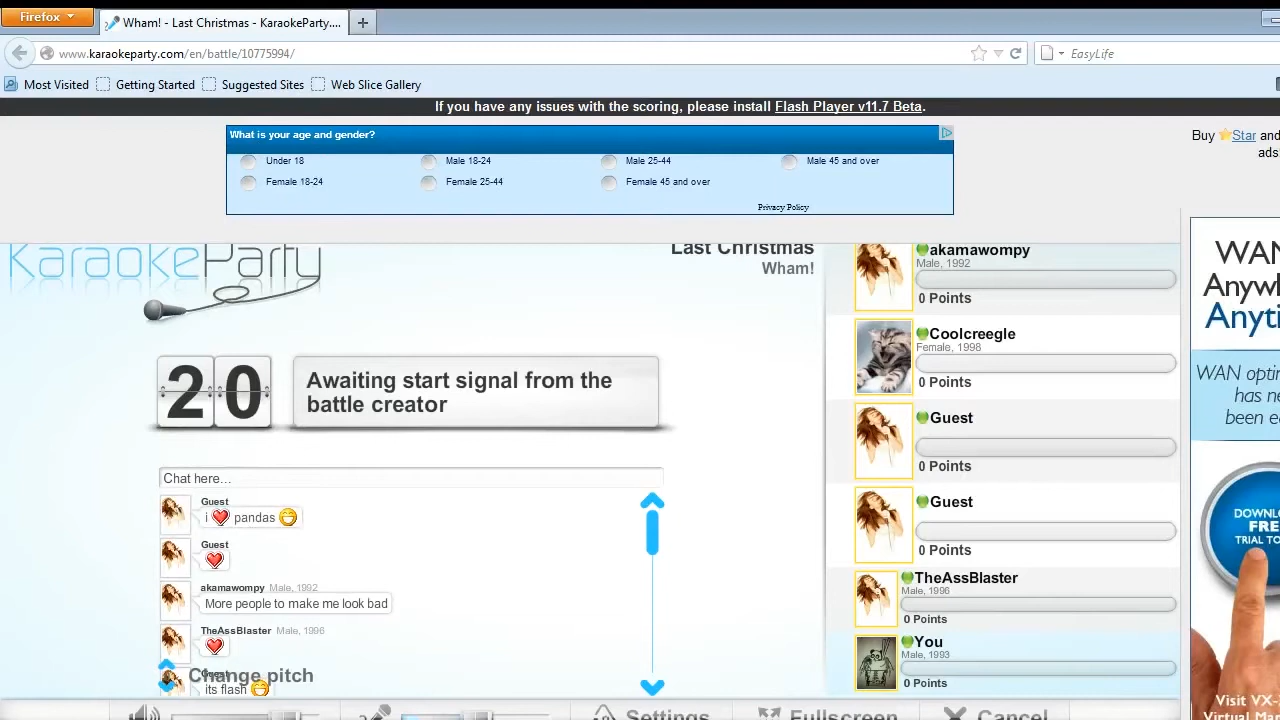 Firefox
Wham! - Last Christmas - KaraokeParty....
www.karaokeparty.com/en/battle/10775994/
EasyLife
Most Visited
Getting Started
Suggested Sites
Web Slice Gallery
If you have any issues with the scoring, please install Flash Player v11.7 Beta.
What is your age and gender?
Under 18
Male 18-24
Male 25-44
Male 45 and over
Female 18-24
Female 25-44
Female 45 and over
Privacy Policy
Buy Star and
ads
KaraokeParty
Last Christmas
Wham!
20
Awaiting start signal from the
battle creator
Chat here...
Guest
i ❤ pandas
Guest
akamawompy Male, 1992
More people to make me look bad
TheAssBlaster Male, 1996
Guest
its flash
Change pitch
Settings
Fullscreen
Cancel
akamawompy
Male, 1992
0 Points
Coolcreegle
Female, 1998
0 Points
Guest
0 Points
Guest
0 Points
TheAssBlaster
Male, 1996
0 Points
You
Male, 1993
0 Points
WAN
Anywh
Anyti
WAN optim
has ne
been ea
DOWNLO
FREE
TRIAL TO
Visit VX-
Virtual Ma